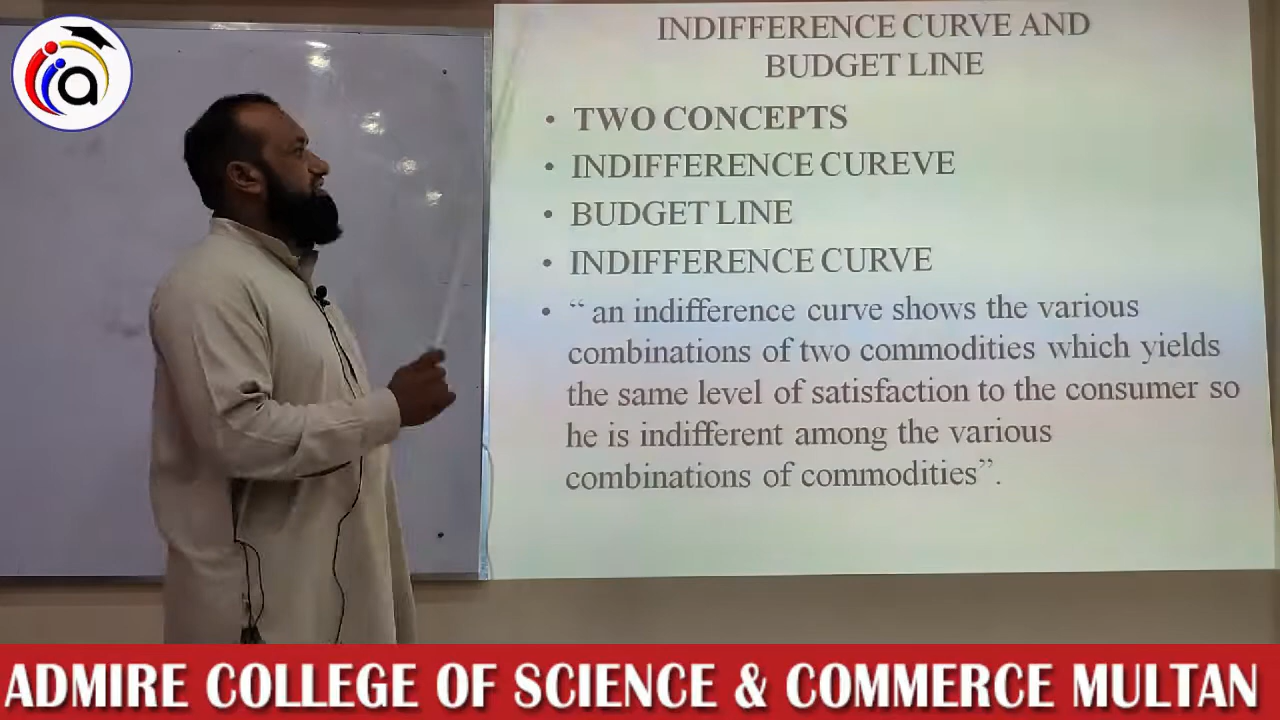 INDIFFERENCE CURVE AND
BUDGET LINE
• TWO CONCEPTS
• INDIFFERENCE CUREVE
• BUDGET LINE
• INDIFFERENCE CURVE
• “ an indifference curve shows the various
combinations of two commodities which yields
the same level of satisfaction to the consumer so
he is indifferent among the various
combinations of commodities”.
a
ADMIRE COLLEGE OF SCIENCE & COMMERCE MULTAN